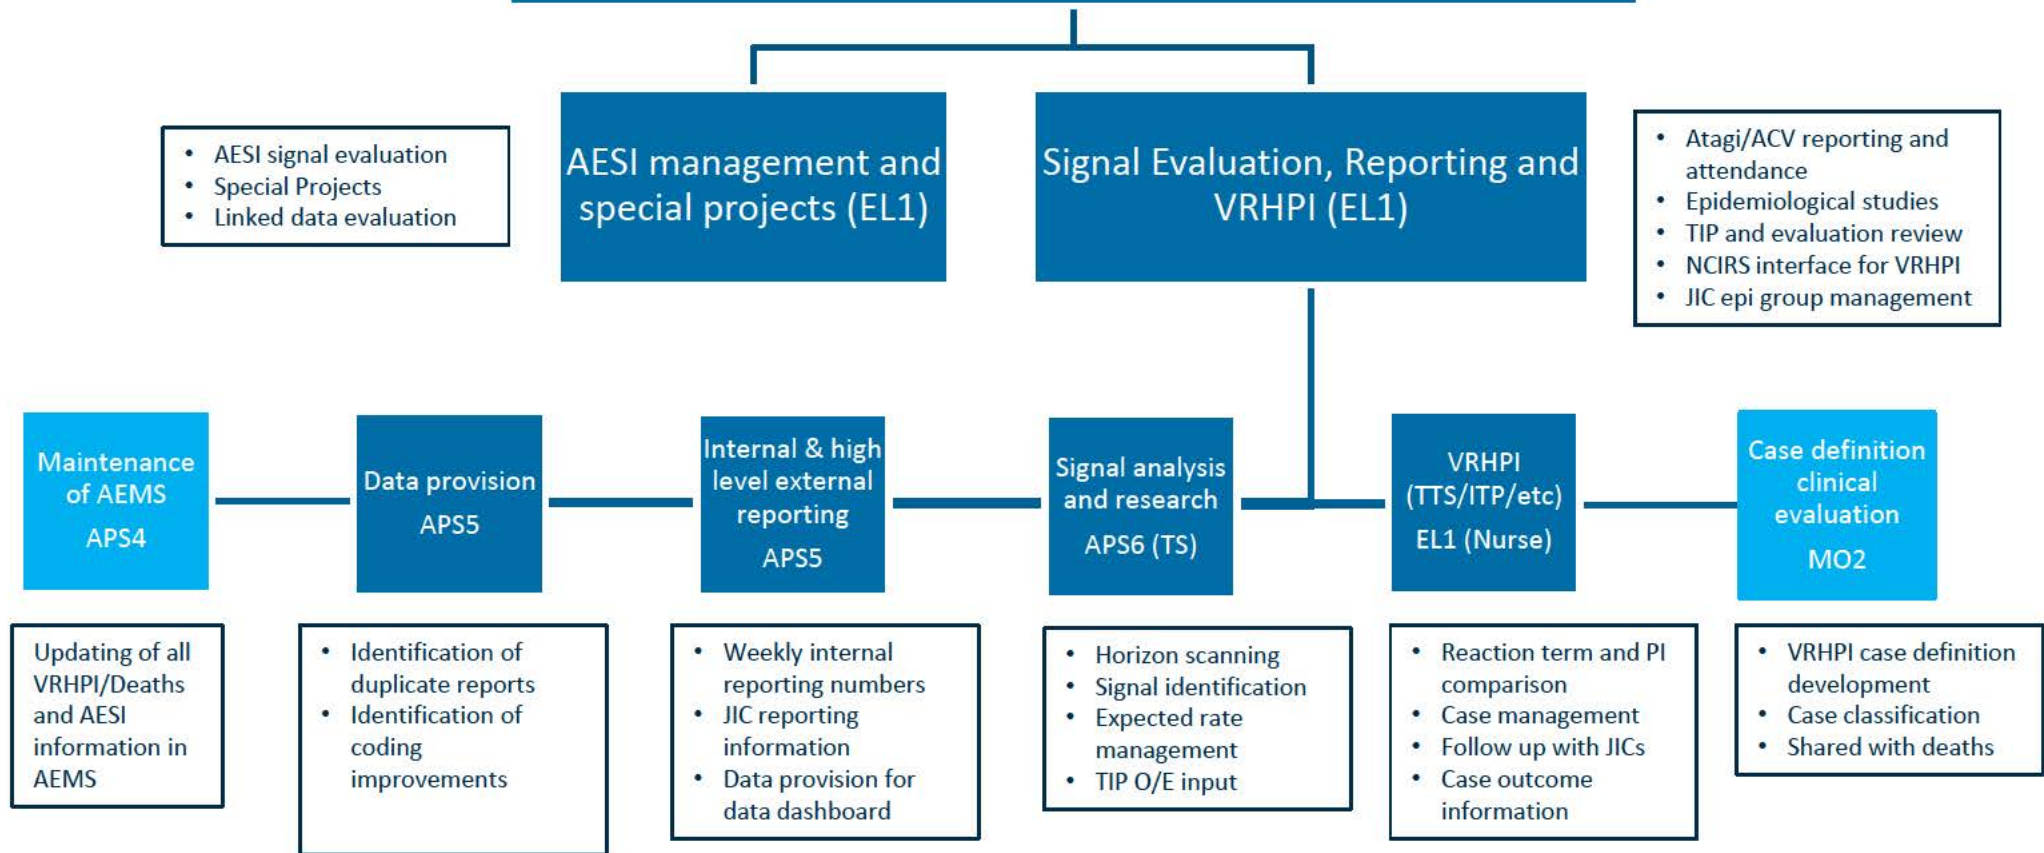 • AESI signal evaluation
• Special Projects
• Linked data evaluation
AESI management and
special projects (EL1)
Signal Evaluation, Reporting and
VRHPI (EL1)
• Atagi/ACV reporting and
attendance
• Epidemiological studies
• TIP and evaluation review
• NCIRS interface for VRHPI
• JIC epi group management
Maintenance
of AEMS
APS4
Data provision
APS5
Internal & high
level external
reporting
APS5
Signal analysis
and research
APS6 (TS)
VRHPI
(TTS/ITP/etc)
EL1 (Nurse)
Case definition
clinical
evaluation
MO2
Updating of all
VRHPI/Deaths
and AESI
information in
AEMS
• Identification of
duplicate reports
• Identification of
coding
improvements
• Weekly internal
reporting numbers
• JIC reporting
information
• Data provision for
data dashboard
• Horizon scanning
• Signal identification
• Expected rate
management
• TIP O/E input
• Reaction term and PI
comparison
• Case management
• Follow up with JICs
• Case outcome
information
• VRHPI case definition
development
• Case classification
• Shared with deaths